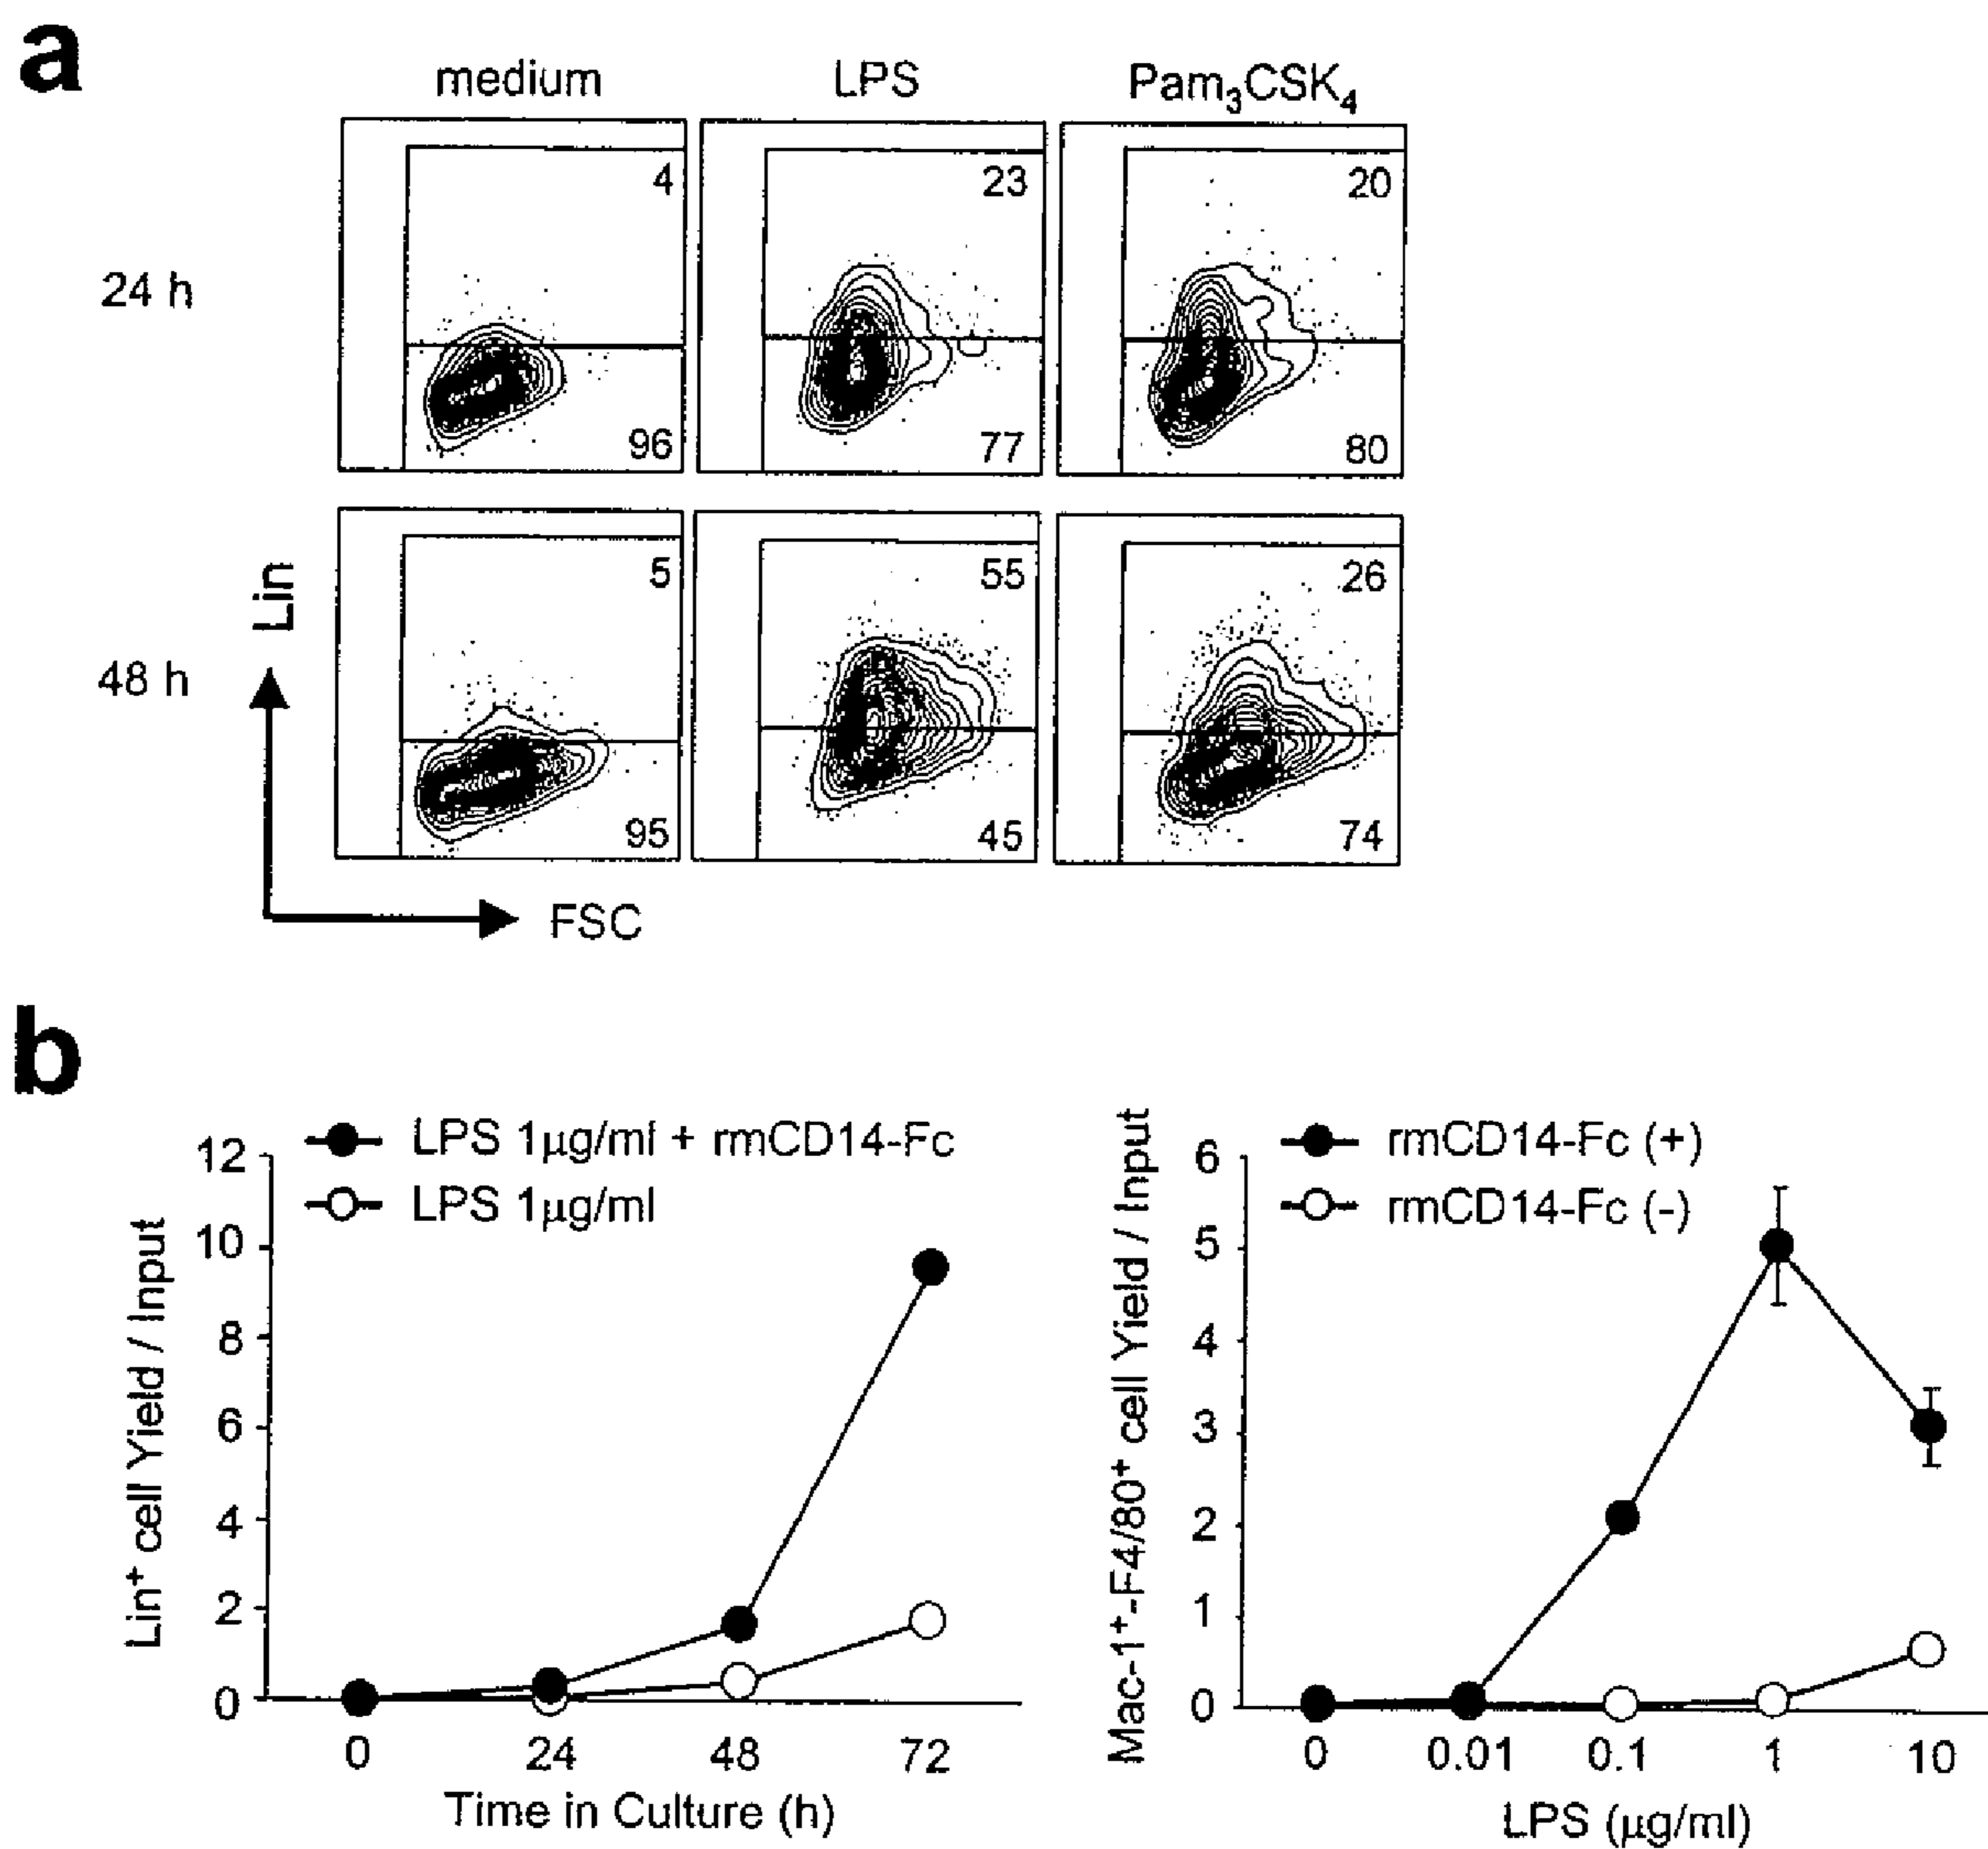 a
medium LPS Pam3CSK4
24 h
4 23 20
96 77 80
48 h
5 55 26
95 45 74
Lin
FSC
b
LPS 1µg/ml + rmCD14-Fc
LPS 1µg/ml
Lin+ cell Yield / Input
12
10
8
6
4
2
0
0 24 48 72
Time in Culture (h)
rmCD14-Fc (+)
rmCD14-Fc (-)
Mac-1+-F4/80+ cell Yield / Input
6
5
4
3
2
1
0
0 0.01 0.1 1 10
LPS (µg/ml)